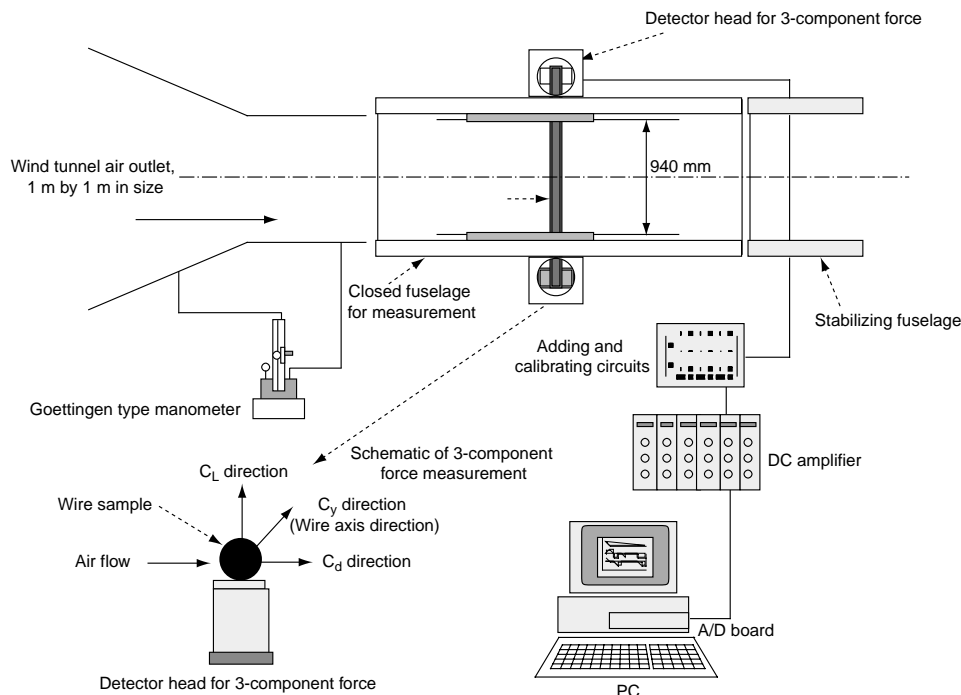 Detector head for 3-component force
Wind tunnel air outlet,
1 m by 1 m in size
940 mm
Closed fuselage
for measurement
Stabilizing fuselage
Adding and
calibrating circuits
Goettingen type manometer
Schematic of 3-component
force measurement
DC amplifier
C_L direction
Wire sample
C_y direction
(Wire axis direction)
Air flow
C_d direction
A/D board
Detector head for 3-component force
PC